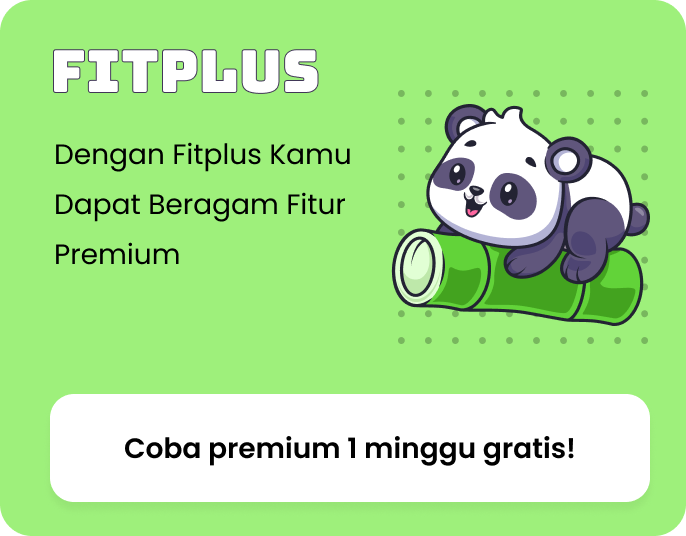 FITPLUS
Dengan Fitplus Kamu
Dapat Beragam Fitur
Premium
Coba premium 1 minggu gratis!